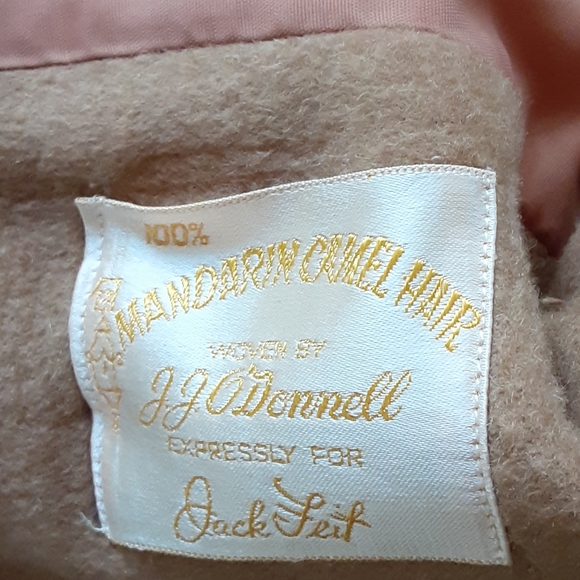 100%
MANDARIN CAMEL HAIR
WOVEN BY
J J O'Donnell
EXPRESSLY FOR
Jack Feit